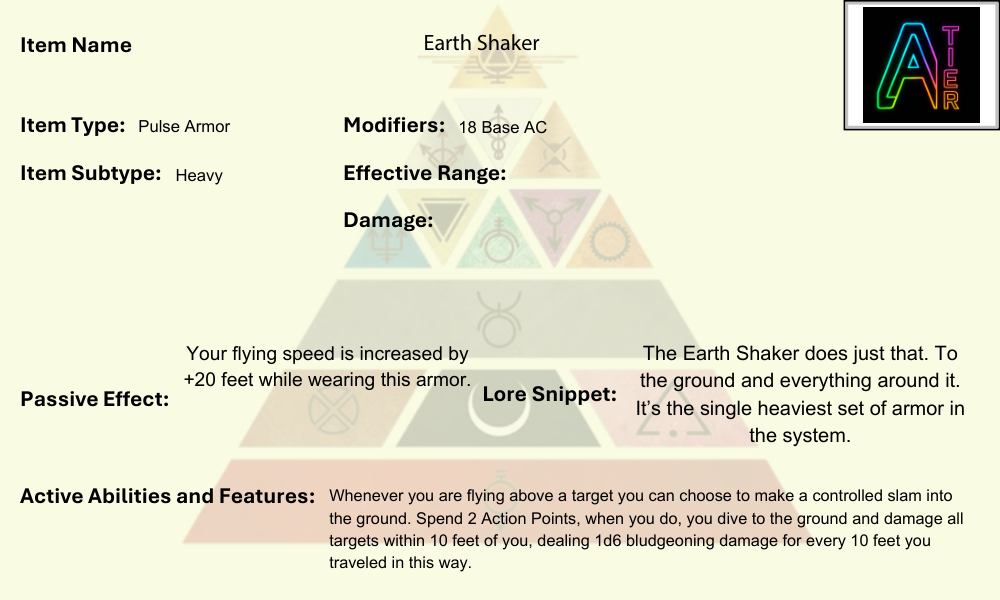 Item Name
Earth Shaker
A TIER
Item Type: Pulse Armor
Modifiers: 18 Base AC
Item Subtype: Heavy
Effective Range:
Damage:
Passive Effect:
Your flying speed is increased by
+20 feet while wearing this armor.
Lore Snippet:
The Earth Shaker does just that. To
the ground and everything around it.
It’s the single heaviest set of armor in
the system.
Active Abilities and Features:
Whenever you are flying above a target you can choose to make a controlled slam into
the ground. Spend 2 Action Points, when you do, you dive to the ground and damage all
targets within 10 feet of you, dealing 1d6 bludgeoning damage for every 10 feet you
traveled in this way.